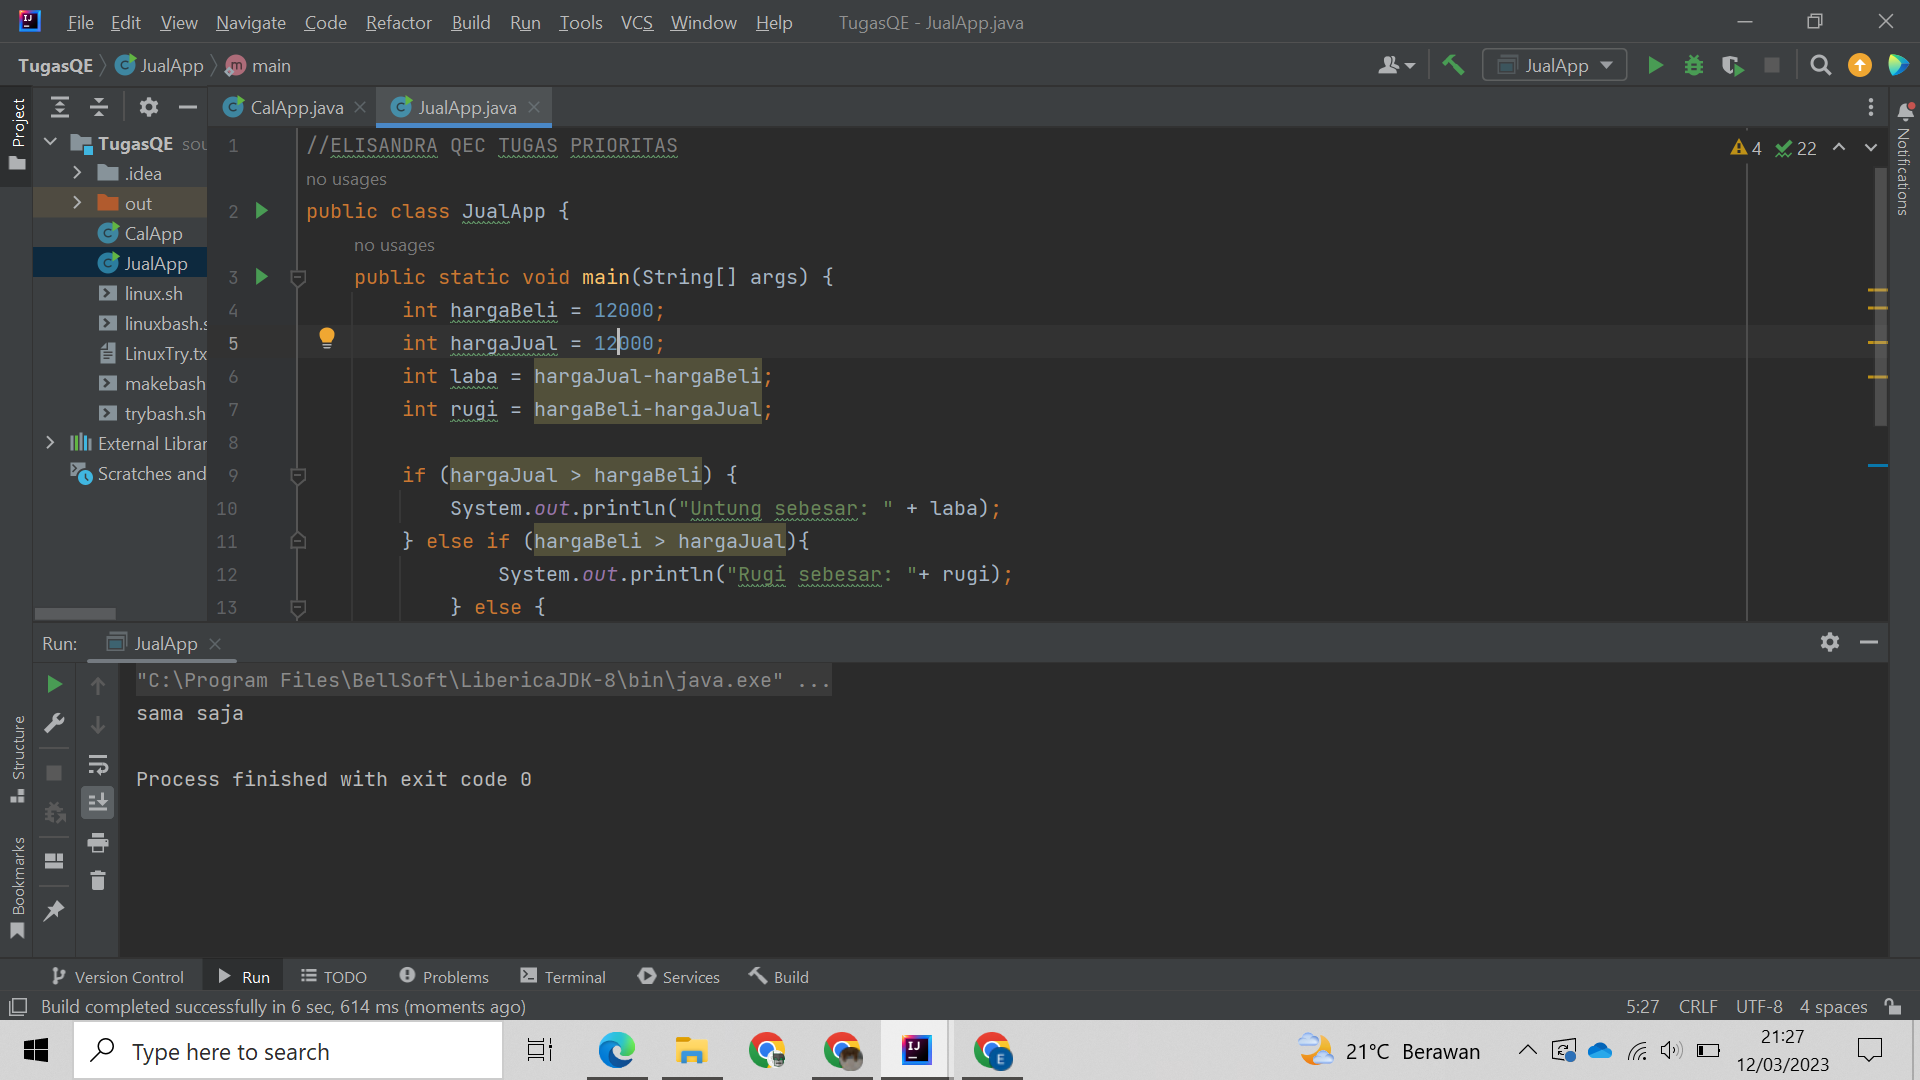 File Edit View Navigate Code Refactor Build Run Tools VCS Window Help TugasQE - JualApp.java
TugasQE JualApp main
JualApp
Project
CalApp.java
JualApp.java
TugasQE sou
.idea
out
CalApp
JualApp
linux.sh
linuxbash.s
LinuxTry.tx
makebash
trybash.sh
External Librar
Scratches and
4 22
Notifications
1 //ELISANDRA QEC TUGAS PRIORITAS
no usages
2 public class JualApp {
no usages
3 public static void main(String[] args) {
4 int hargaBeli = 12000;
5 int hargaJual = 12000;
6 int laba = hargaJual-hargaBeli;
7 int rugi = hargaBeli-hargaJual;
8
9 if (hargaJual > hargaBeli) {
10 System.out.println("Untung sebesar: " + laba);
11 } else if (hargaBeli > hargaJual){
12 System.out.println("Rugi sebesar: "+ rugi);
13 } else {
Run: JualApp
"C:\Program Files\BellSoft\LibericaJDK-8\bin\java.exe" ...
sama saja
Process finished with exit code 0
Structure
Bookmarks
Version Control Run TODO Problems Terminal Services Build
Build completed successfully in 6 sec, 614 ms (moments ago)
5:27 CRLF UTF-8 4 spaces
Type here to search
21°C Berawan
21:27
12/03/2023